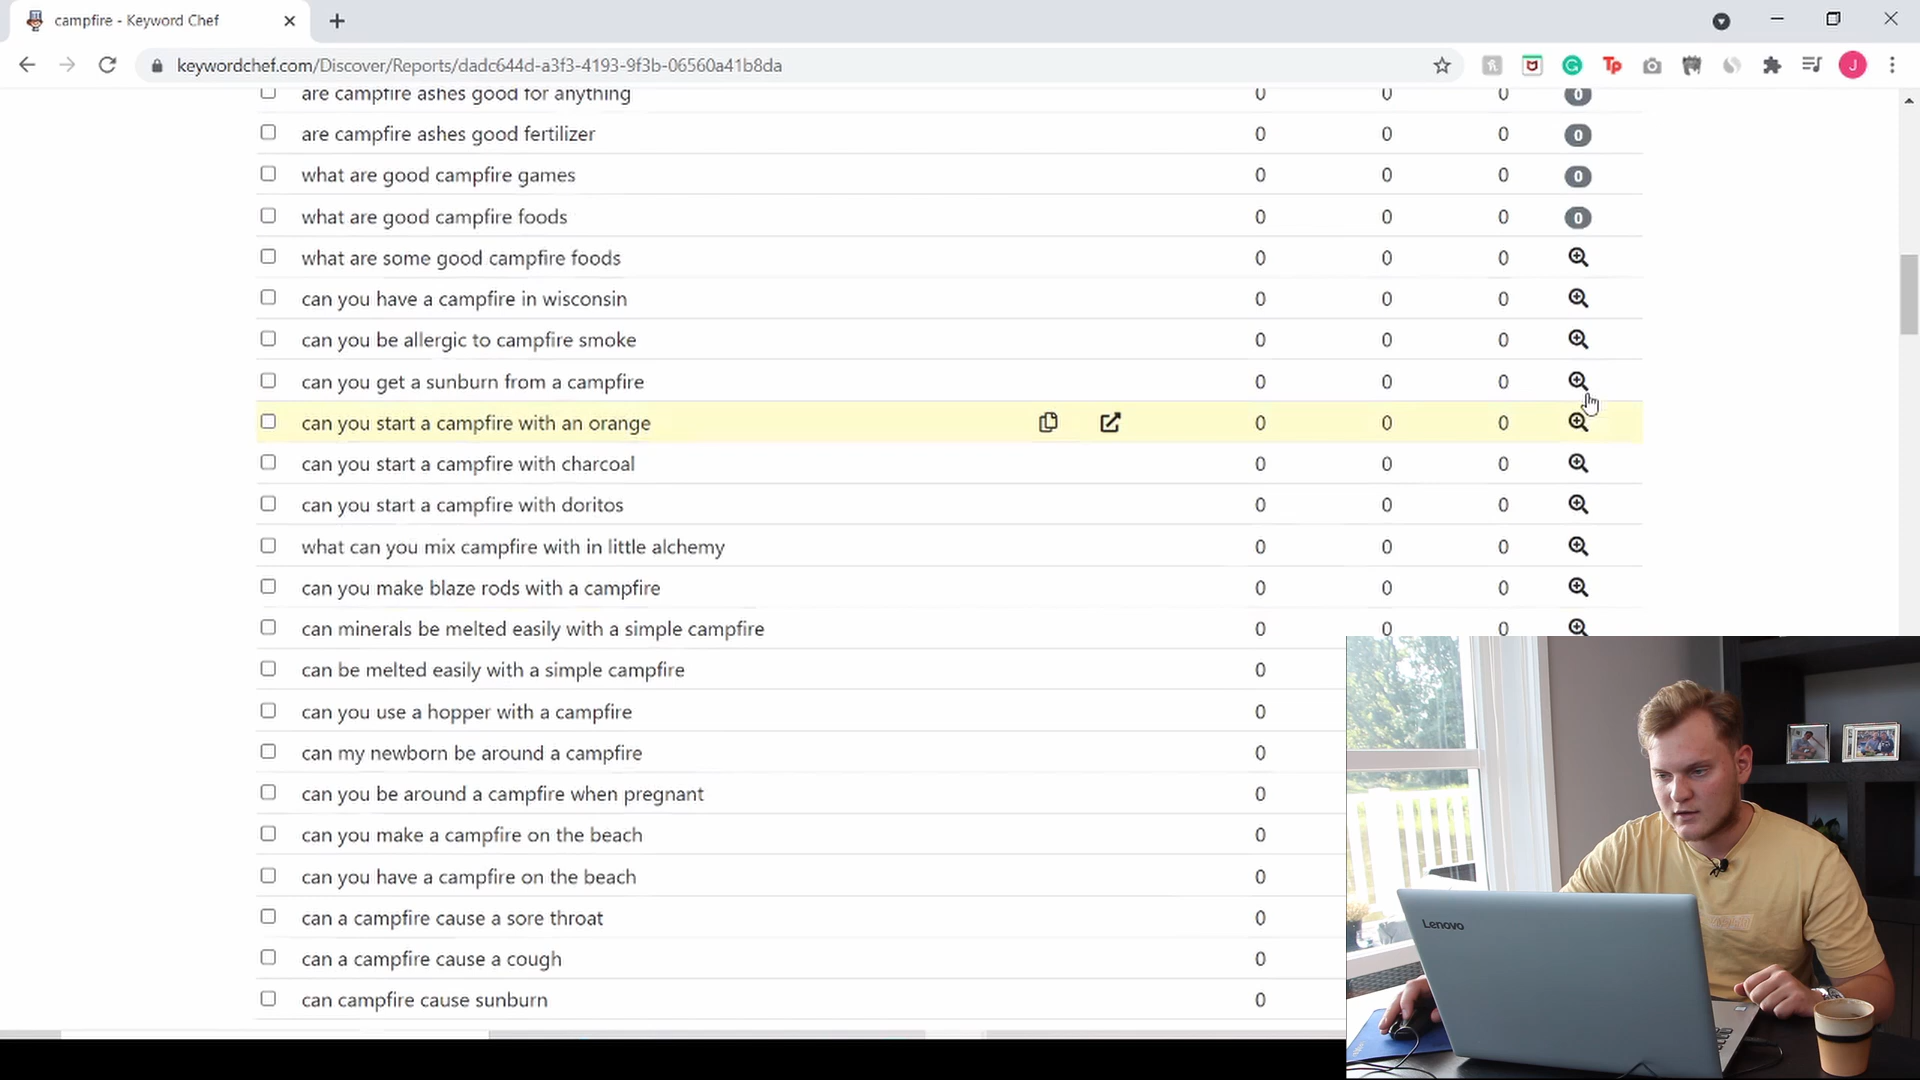 campfire - Keyword Chef
keywordchef.com/Discover/Reports/dadc644d-a3f3-4193-9f3b-06560a41b8da
Tp
J
are campfire ashes good for anything 0 0 0 0
are campfire ashes good fertilizer 0 0 0 0
what are good campfire games 0 0 0 0
what are good campfire foods 0 0 0 0
what are some good campfire foods 0 0 0
can you have a campfire in wisconsin 0 0 0
can you be allergic to campfire smoke 0 0 0
can you get a sunburn from a campfire 0 0 0
can you start a campfire with an orange 0 0 0
can you start a campfire with charcoal 0 0 0
can you start a campfire with doritos 0 0 0
what can you mix campfire with in little alchemy 0 0 0
can you make blaze rods with a campfire 0 0 0
can minerals be melted easily with a simple campfire 0 0 0
can be melted easily with a simple campfire 0
can you use a hopper with a campfire 0
can my newborn be around a campfire 0
can you be around a campfire when pregnant 0
can you make a campfire on the beach 0
can you have a campfire on the beach 0
can a campfire cause a sore throat 0
can a campfire cause a cough 0
can campfire cause sunburn 0
Lenovo